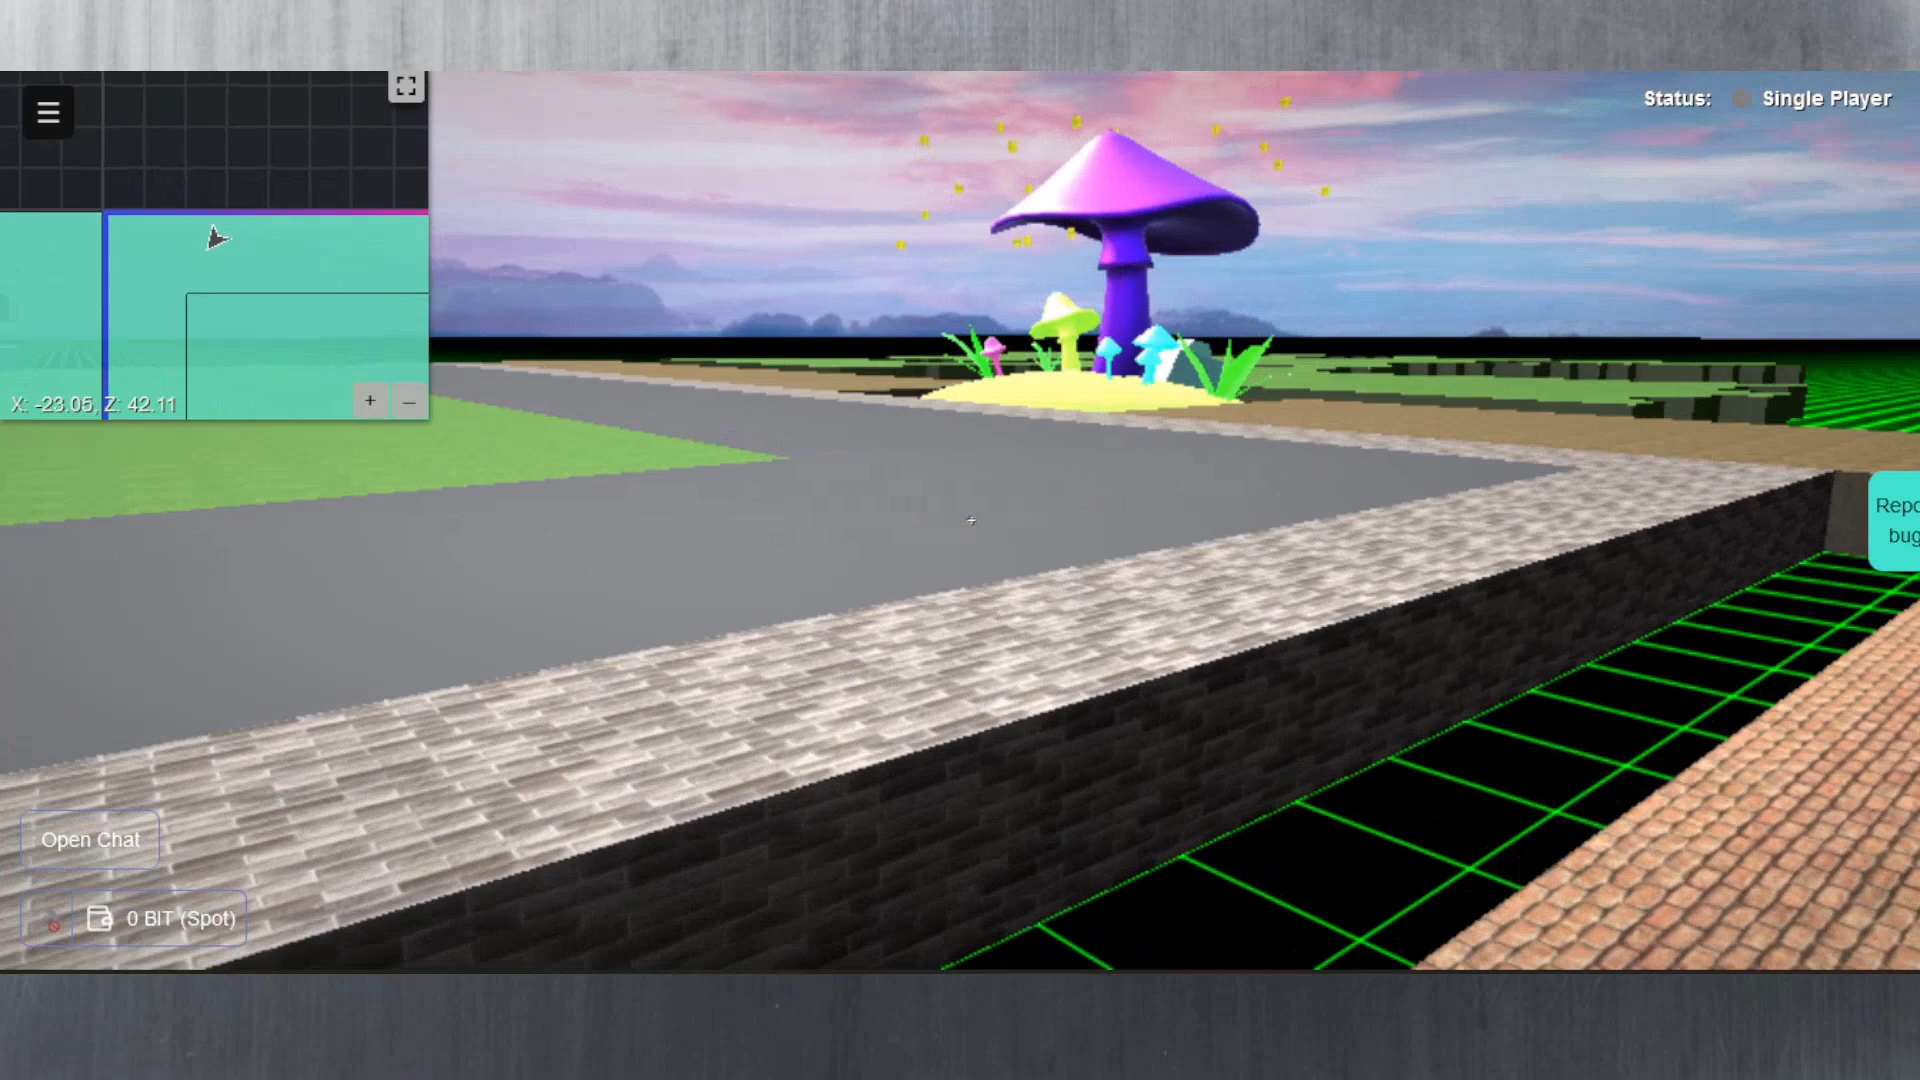 Status: Single Player
X: -23.05, Z: 42.11
+ –
Repo
bug
Open Chat
0 BIT (Spot)